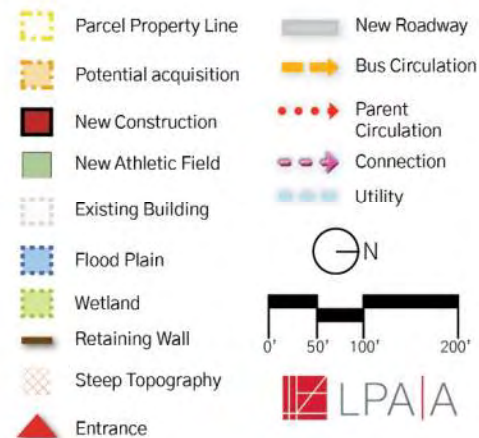 Parcel Property Line
Potential acquisition
New Construction
New Athletic Field
Existing Building
Flood Plain
Wetland
Retaining Wall
Steep Topography
Entrance
New Roadway
Bus Circulation
Parent
Circulation
Connection
Utility
N
0' 50' 100' 200'
LPA|A